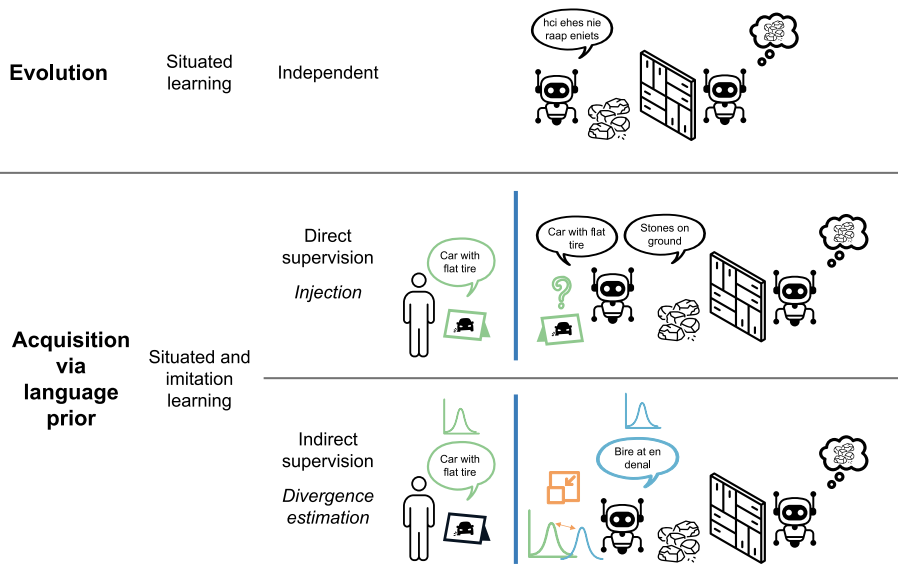 hci ehes nie
raap eniets
Evolution
Situated
learning
Independent
Direct
supervision
Injection
Car with
flat tire
Car with flat
tire
Stones on
ground
Acquisition
via
language
prior
Situated and
imitation
learning
Indirect
supervision
Divergence
estimation
Car with
flat tire
Bire at en
denal